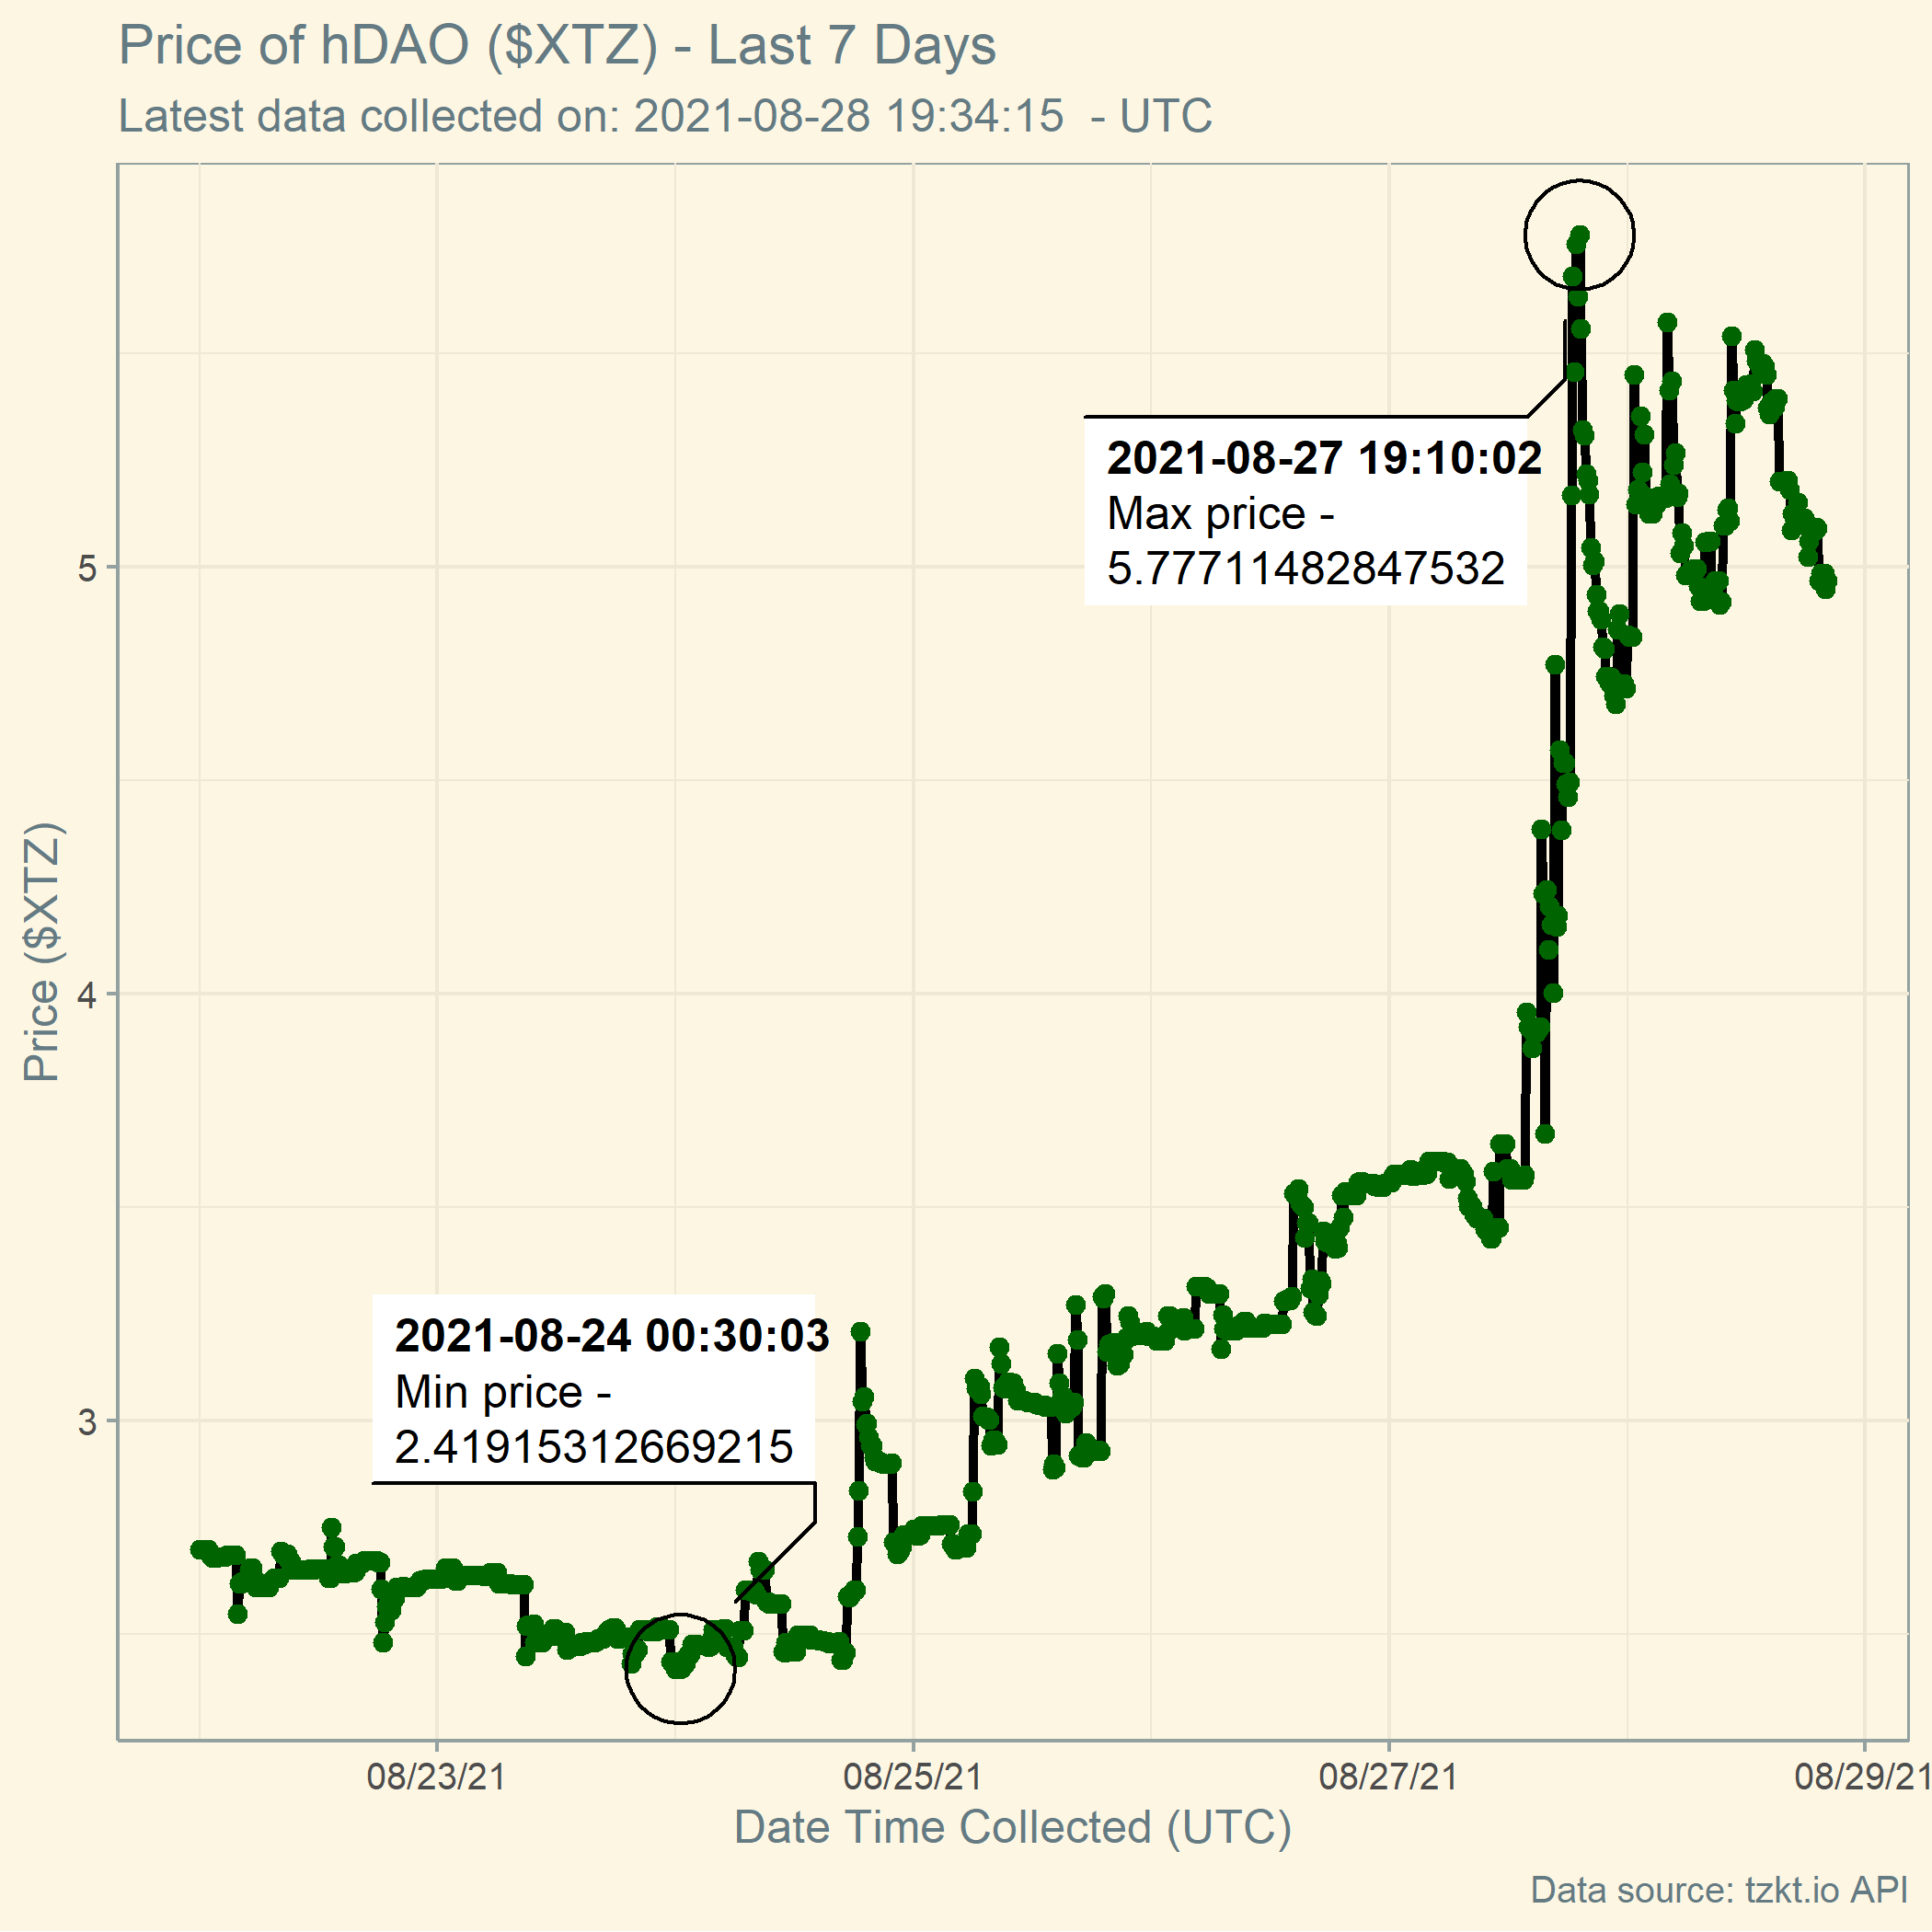 Price of hDAO ($XTZ) - Last 7 Days
Latest data collected on: 2021-08-28 19:34:15  - UTC
2021-08-27 19:10:02
Max price -
5.77711482847532
5
Price ($XTZ)
4
2021-08-24 00:30:03
Min price -
2.41915312669215
3
08/23/21
08/25/21
08/27/21
08/29/21
Date Time Collected (UTC)
Data source: tzkt.io API